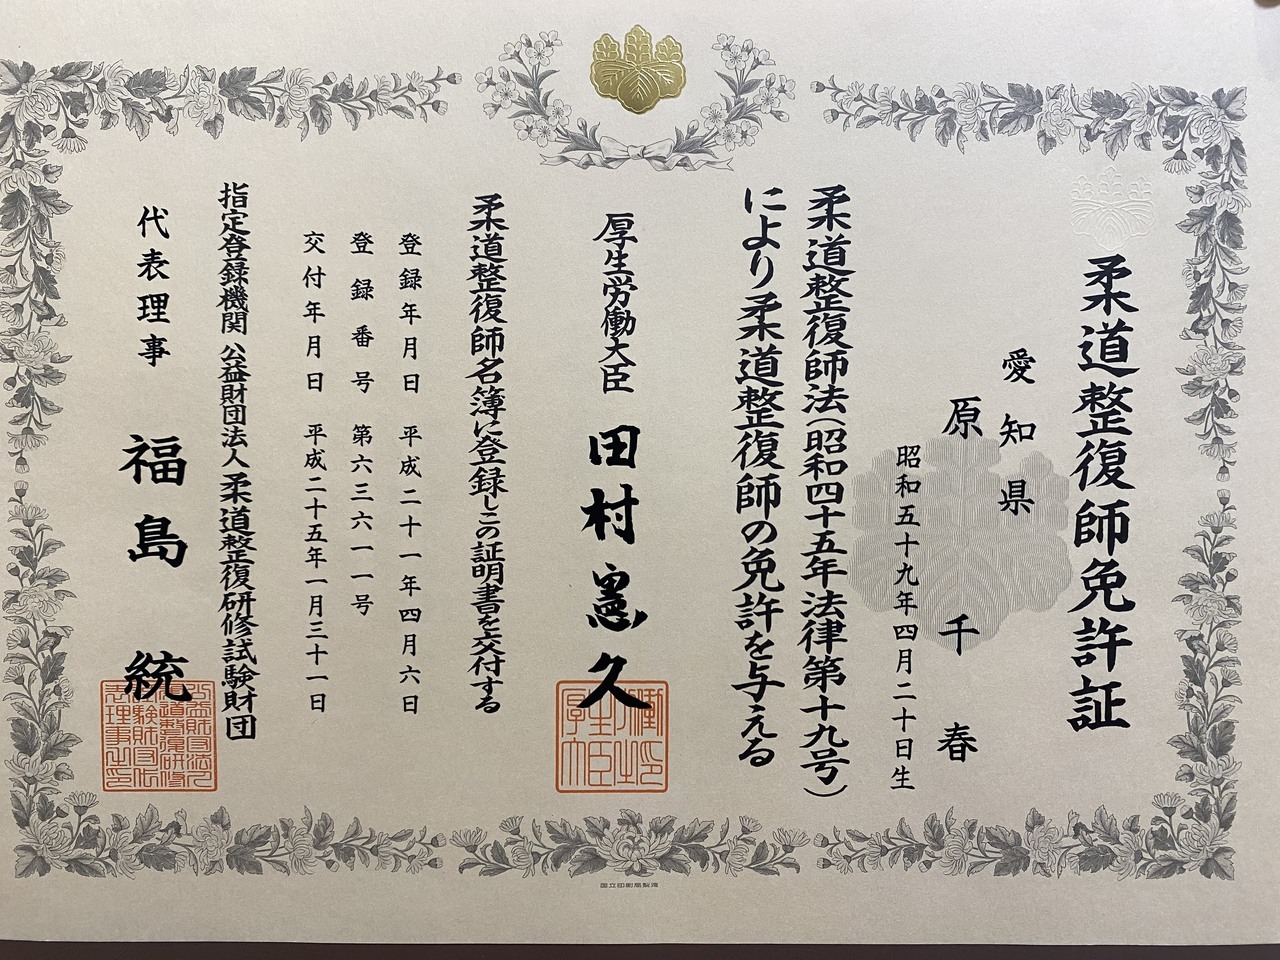 柔道整復師免許証
愛知県
原千春
昭和五十九年四月二十日生
柔道整復師法(昭和四十五年法律第十九号)
により柔道整復師の免許を与える
厚生労働大臣 田村憲久
柔道整復師名簿に登録しこの証明書を交付する
登録年月日 平成二十一年四月六日
登録番号 第六三六一一号
交付年月日 平成二十五年一月三十一日
指定登録機関 公益財団法人 柔道整復研修試験財団
代表理事 福島統
国立印刷局製造